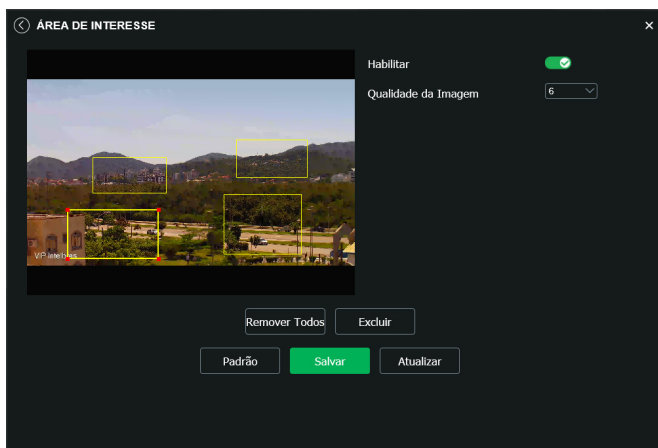 ÁREA DE INTERESSE
Habilitar
Qualidade da Imagem 6
VIP Intelbras
Remover Todos Excluir
Padrão Salvar Atualizar